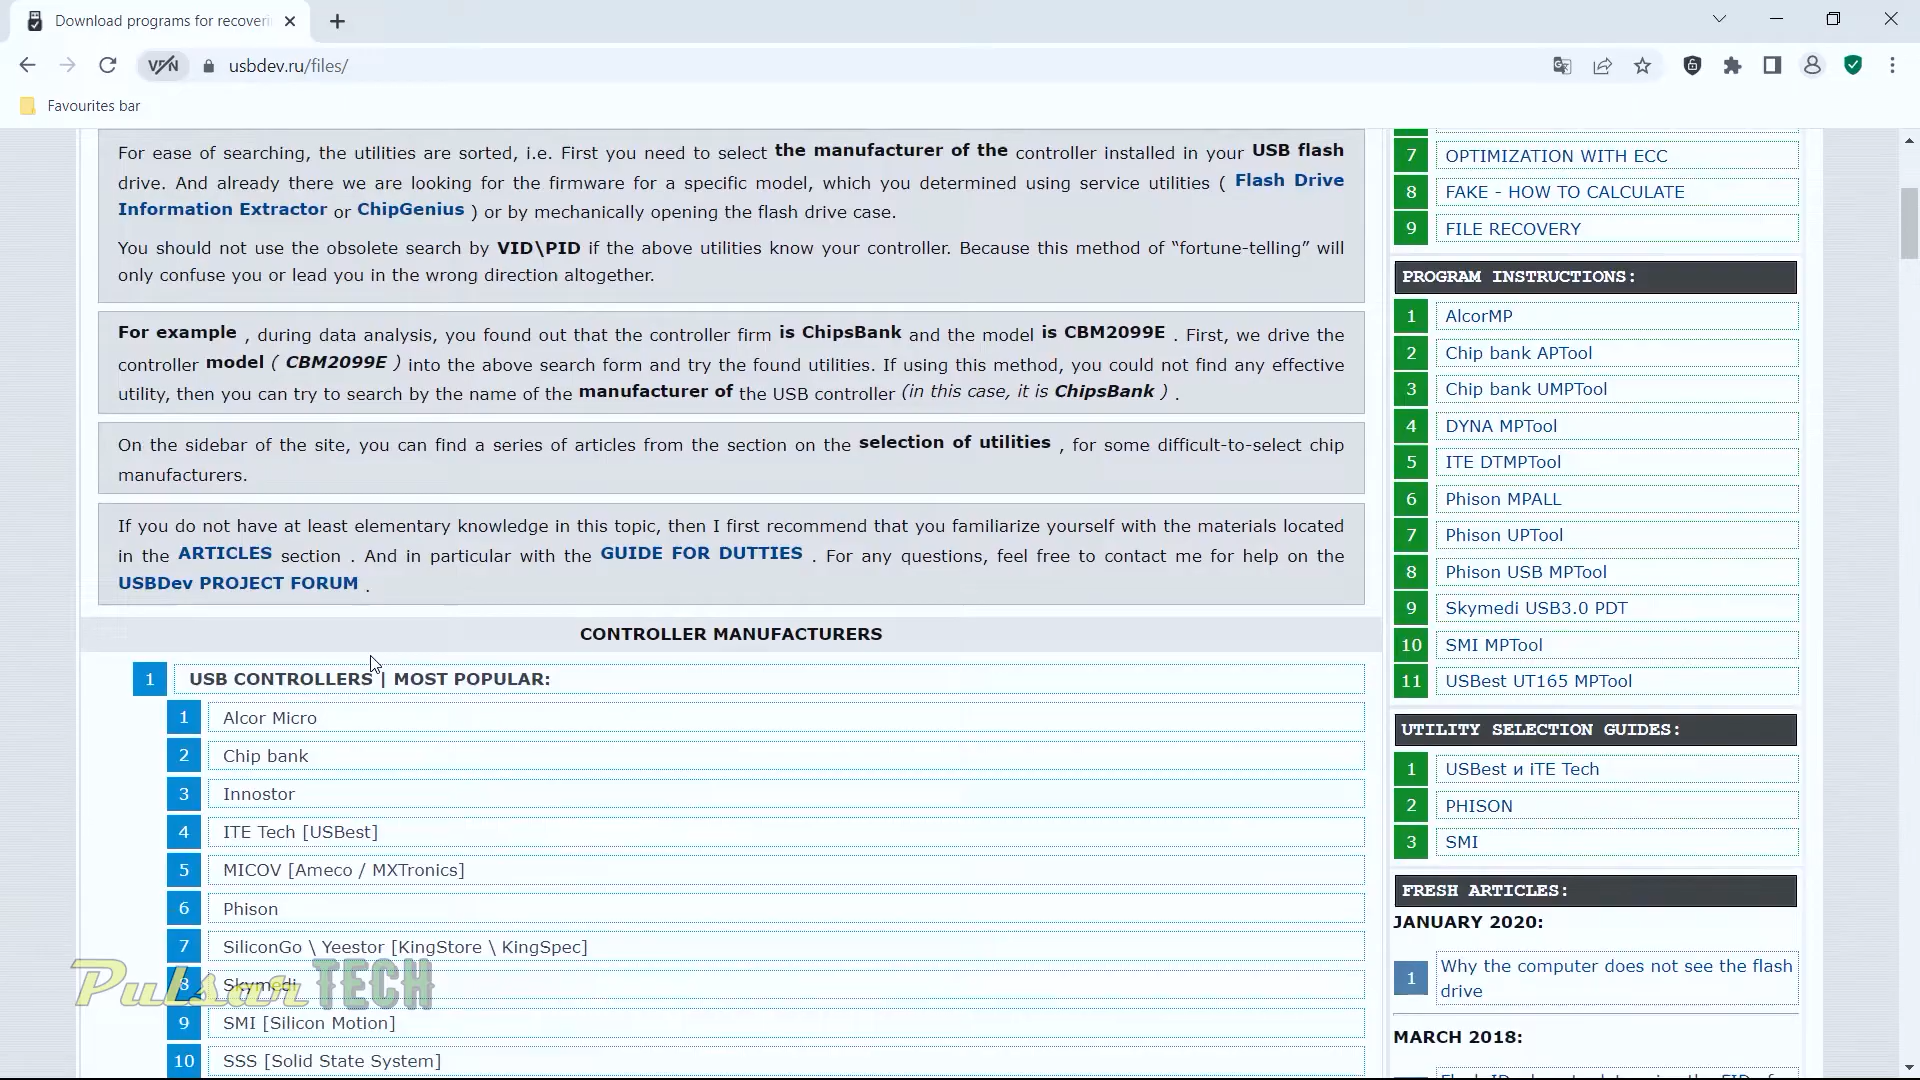 Download programs for recoveri
VPN
usbdev.ru/files/
Favourites bar
For ease of searching, the utilities are sorted, i.e. First you need to select the manufacturer of the controller installed in your USB flash
drive. And already there we are looking for the firmware for a specific model, which you determined using service utilities ( Flash Drive
Information Extractor or ChipGenius ) or by mechanically opening the flash drive case.
You should not use the obsolete search by VID\PID if the above utilities know your controller. Because this method of “fortune-telling” will
only confuse you or lead you in the wrong direction altogether.
For example , during data analysis, you found out that the controller firm is ChipsBank and the model is CBM2099E . First, we drive the
controller model ( CBM2099E ) into the above search form and try the found utilities. If using this method, you could not find any effective
utility, then you can try to search by the name of the manufacturer of the USB controller (in this case, it is ChipsBank ) .
On the sidebar of the site, you can find a series of articles from the section on the selection of utilities , for some difficult-to-select chip
manufacturers.
If you do not have at least elementary knowledge in this topic, then I first recommend that you familiarize yourself with the materials located
in the ARTICLES section . And in particular with the GUIDE FOR DUTTIES . For any questions, feel free to contact me for help on the
USBDev PROJECT FORUM .
CONTROLLER MANUFACTURERS
1 USB CONTROLLERS | MOST POPULAR:
1 Alcor Micro
2 Chip bank
3 Innostor
4 ITE Tech [USBest]
5 MICOV [Ameco / MXTronics]
6 Phison
7 SiliconGo \ Yeestor [KingStore \ KingSpec]
8 Skymedi
9 SMI [Silicon Motion]
10 SSS [Solid State System]
Pulsar TECH
7 OPTIMIZATION WITH ECC
8 FAKE - HOW TO CALCULATE
9 FILE RECOVERY
PROGRAM INSTRUCTIONS:
1 AlcorMP
2 Chip bank APTool
3 Chip bank UMPTool
4 DYNA MPTool
5 ITE DTMPTool
6 Phison MPALL
7 Phison UPTool
8 Phison USB MPTool
9 Skymedi USB3.0 PDT
10 SMI MPTool
11 USBest UT165 MPTool
UTILITY SELECTION GUIDES:
1 USBest и iTE Tech
2 PHISON
3 SMI
FRESH ARTICLES:
JANUARY 2020:
1 Why the computer does not see the flash
drive
MARCH 2018: